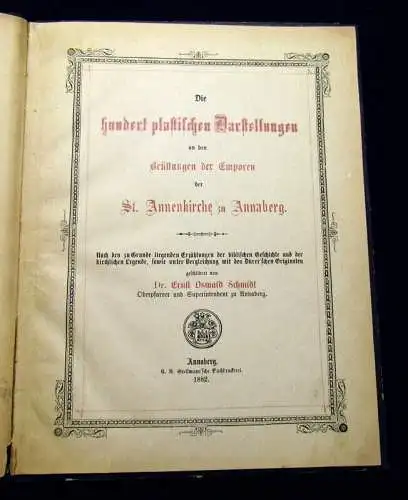 Die
hundert plastischen Darstellungen
an den
Brüstungen der Emporen
der
St. Annenkirche zu Annaberg.
Nach den zu Grunde liegenden Erzählungen der biblischen Geschichte und der
kirchlichen Legende, sowie unter Vergleichung mit den Dürer'schen Originalen
geschildert von
Dr. Ernst Oswald Schmidt
Oberpfarrer und Superintendent zu Annaberg.
Annaberg.
Buchdruckerei.
1882.